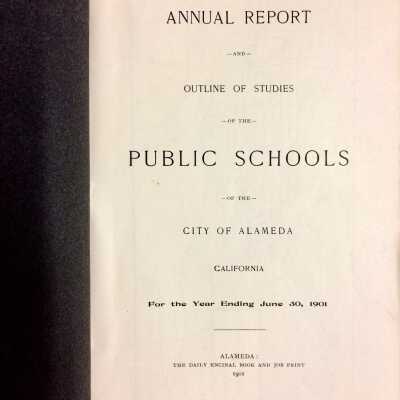 ANNUAL REPORT
—AND—
OUTLINE OF STUDIES
—OF THE—
PUBLIC SCHOOLS
—OF THE—
CITY OF ALAMEDA
CALIFORNIA
For the Year Ending June 30, 1901
ALAMEDA:
THE DAILY ENCINAL BOOK AND JOB PRINT